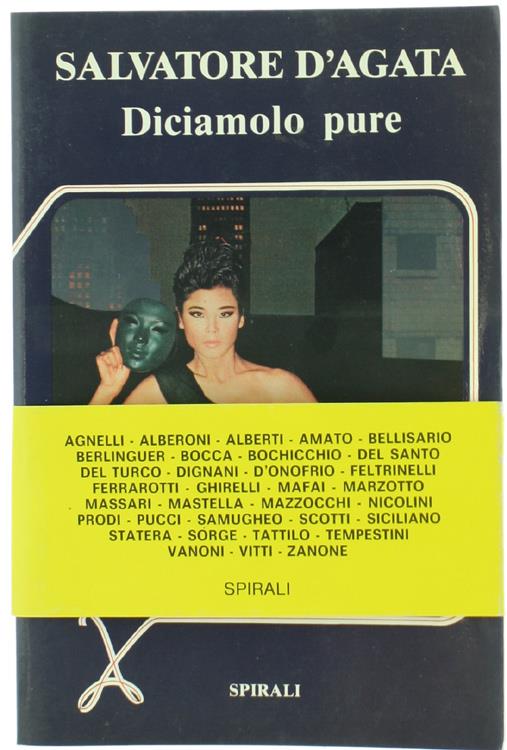 SALVATORE D'AGATA
Diciamolo pure
AGNELLI - ALBERONI - ALBERTI - AMATO - BELLISARIO
BERLINGUER - BOCCA - BOCHICCHIO - DEL SANTO
DEL TURCO - DIGNANI - D'ONOFRIO - FELTRINELLI
FERRAROTTI - GHIRELLI - MAFAI - MARZOTTO
MASSARI - MASTELLA - MAZZOCCHI - NICOLINI
PRODI - PUCCI - SAMUGHEO - SCOTTI - SICILIANO
STATERA - SORGE - TATTILO - TEMPESTINI
VANONI - VITTI - ZANONE
SPIRALI
SPIRALI